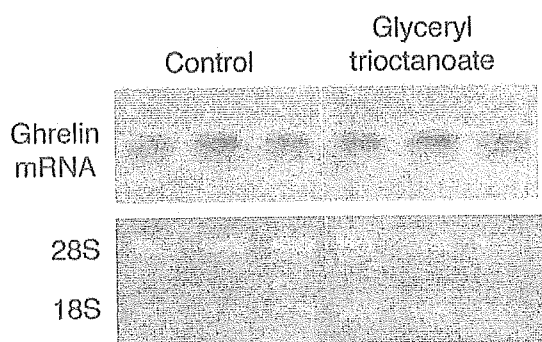 Glyceryl
Control trioctanoate
Ghrelin
mRNA
28S
18S